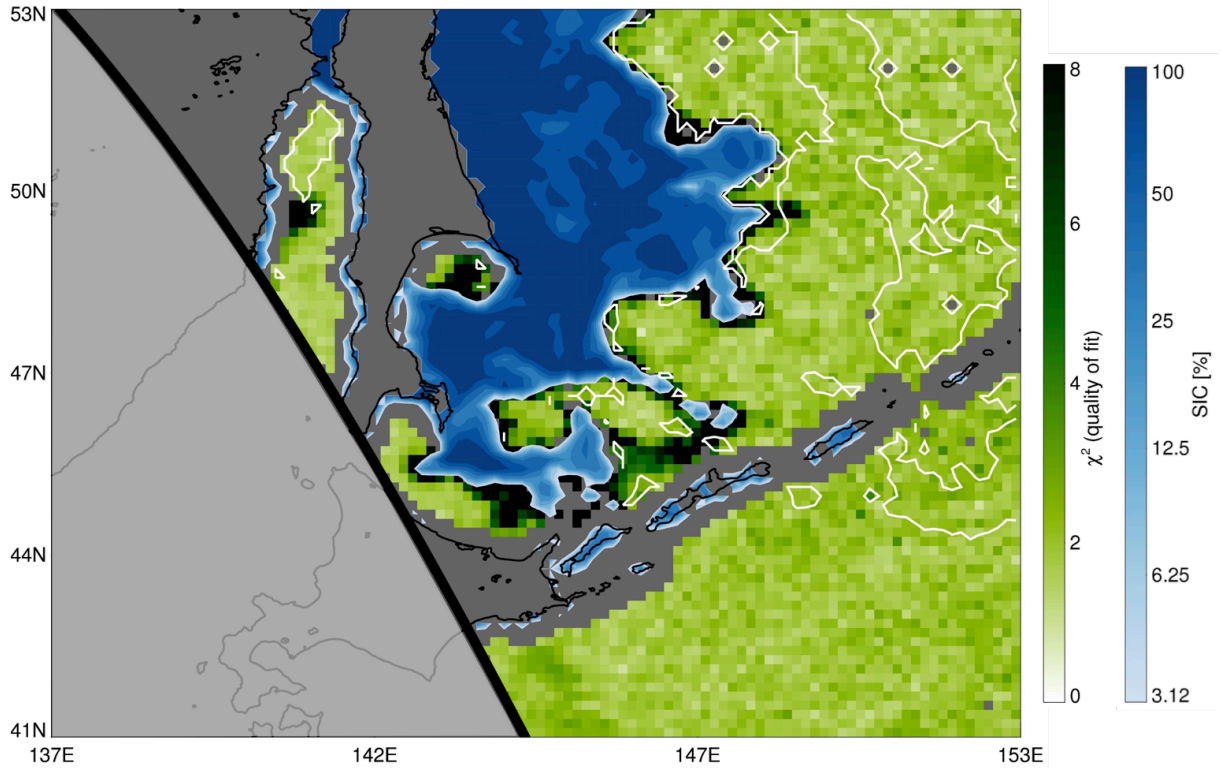 53N
50N
47N
44N
41N
137E
142E
147E
153E
8
6
4
2
0
χ² (quality of fit)
100
50
25
12.5
6.25
3.12
SIC [%]